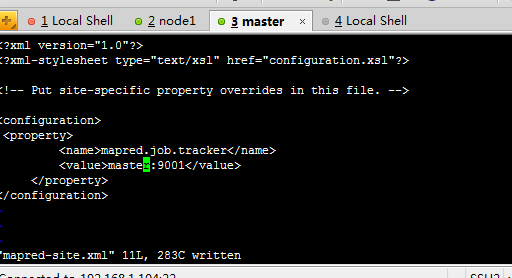 1 Local Shell 2 node1 3 master × 4 Local Shell
<?xml version="1.0"?>
<?xml-stylesheet type="text/xsl" href="configuration.xsl"?>
<!-- Put site-specific property overrides in this file. -->
<configuration>
<property>
<name>mapred.job.tracker</name>
<value>master:9001</value>
</property>
</configuration>
"mapred-site.xml" 11L, 283C written
Connected to 192.168.1.104:22 SSH2